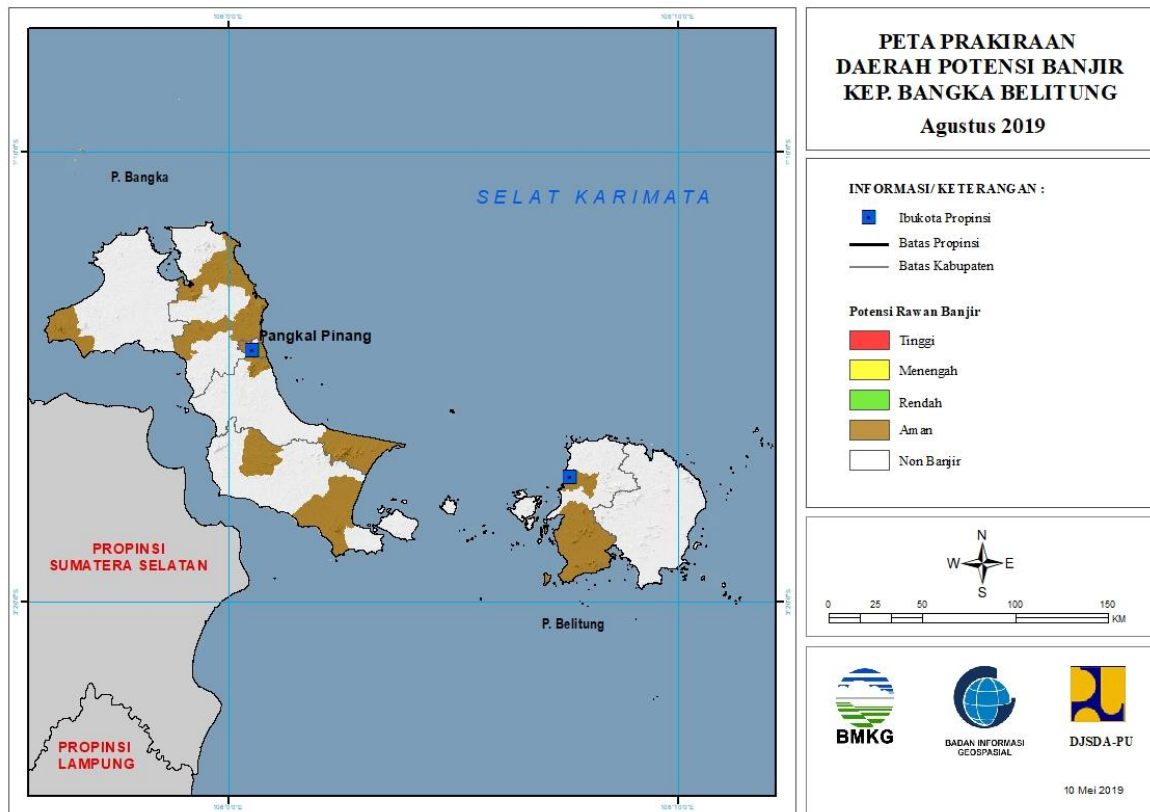 PETA PRAKIRAAN
DAERAH POTENSI BANJIR
KEP. BANGKA BELITUNG
Agustus 2019
P. Bangka
SELAT KARIMATA
Pangkal Pinang
PROPINSI
SUMATERA SELATAN
P. Belitung
PROPINSI
LAMPUNG
INFORMASI/ KETERANGAN :
Ibukota Propinsi
Batas Propinsi
Batas Kabupaten
Potensi Rawan Banjir
Tinggi
Menengah
Rendah
Aman
Non Banjir
N
W E
S
0 25 50 100 150
KM
BMKG
BADAN INFORMASI
GEOSPASIAL
DJSDA-PU
10 Mei 2019